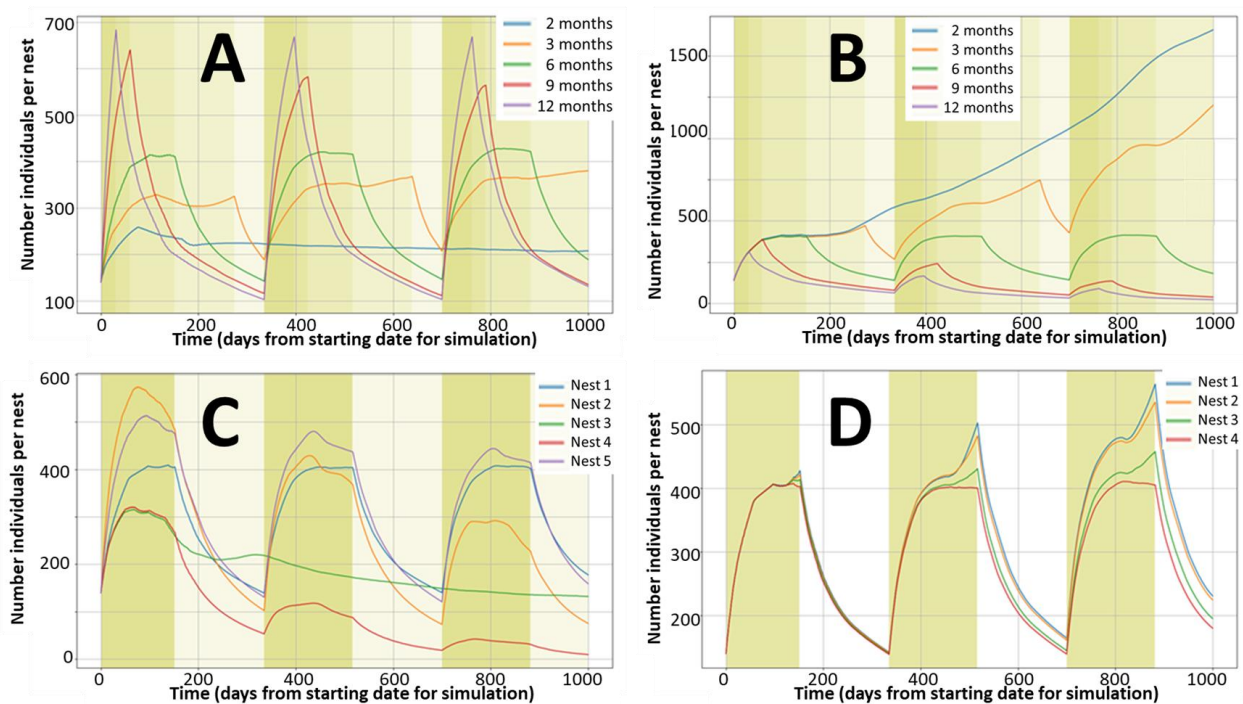 A
Number individuals per nest
700
500
300
100
0
200
400
600
800
1000
Time (days from starting date for simulation)
2 months
3 months
6 months
9 months
12 months
B
Number individuals per nest
1500
1000
500
0
0
200
400
600
800
1000
Time (days from starting date for simulation)
2 months
3 months
6 months
9 months
12 months
C
Number individuals per nest
600
400
200
0
0
200
400
600
800
1000
Time (days from starting date for simulation)
Nest 1
Nest 2
Nest 3
Nest 4
Nest 5
D
Number individuals per nest
500
400
300
200
0
200
400
600
800
1000
Time (days from starting date for simulation)
Nest 1
Nest 2
Nest 3
Nest 4